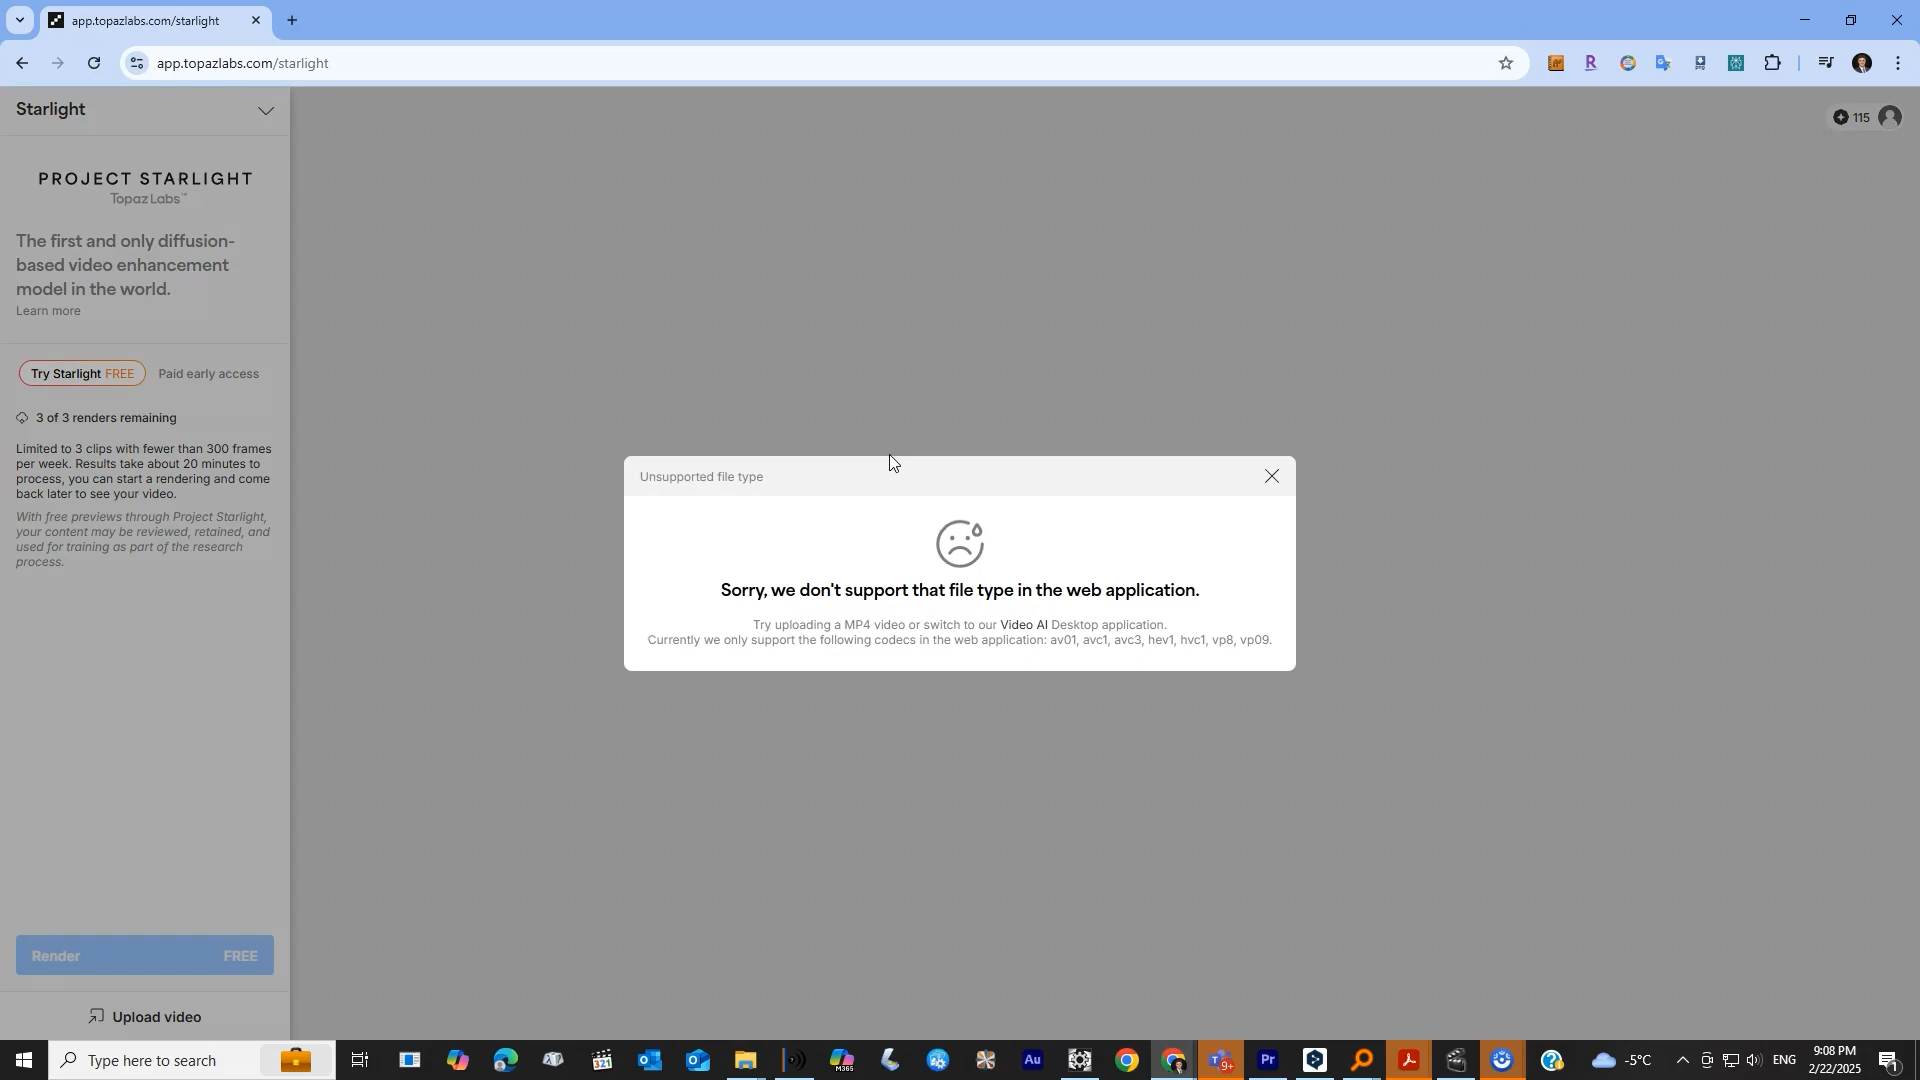 app.topazlabs.com/starlight
app.topazlabs.com/starlight
Starlight
115
PROJECT STARLIGHT
Topaz Labs™
The first and only diffusion-
based video enhancement
model in the world.
Learn more
Try Starlight FREE
Paid early access
3 of 3 renders remaining
Limited to 3 clips with fewer than 300 frames
per week. Results take about 20 minutes to
process, you can start a rendering and come
back later to see your video.
With free previews through Project Starlight,
your content may be reviewed, retained, and
used for training as part of the research
process.
Unsupported file type
Sorry, we don't support that file type in the web application.
Try uploading a MP4 video or switch to our Video AI Desktop application.
Currently we only support the following codecs in the web application: av01, avc1, avc3, hev1, hvc1, vp8, vp09.
Render FREE
Upload video
Type here to search
321
M365
Au
9+
Pr
-5°C
ENG
9:08 PM
2/22/2025
1